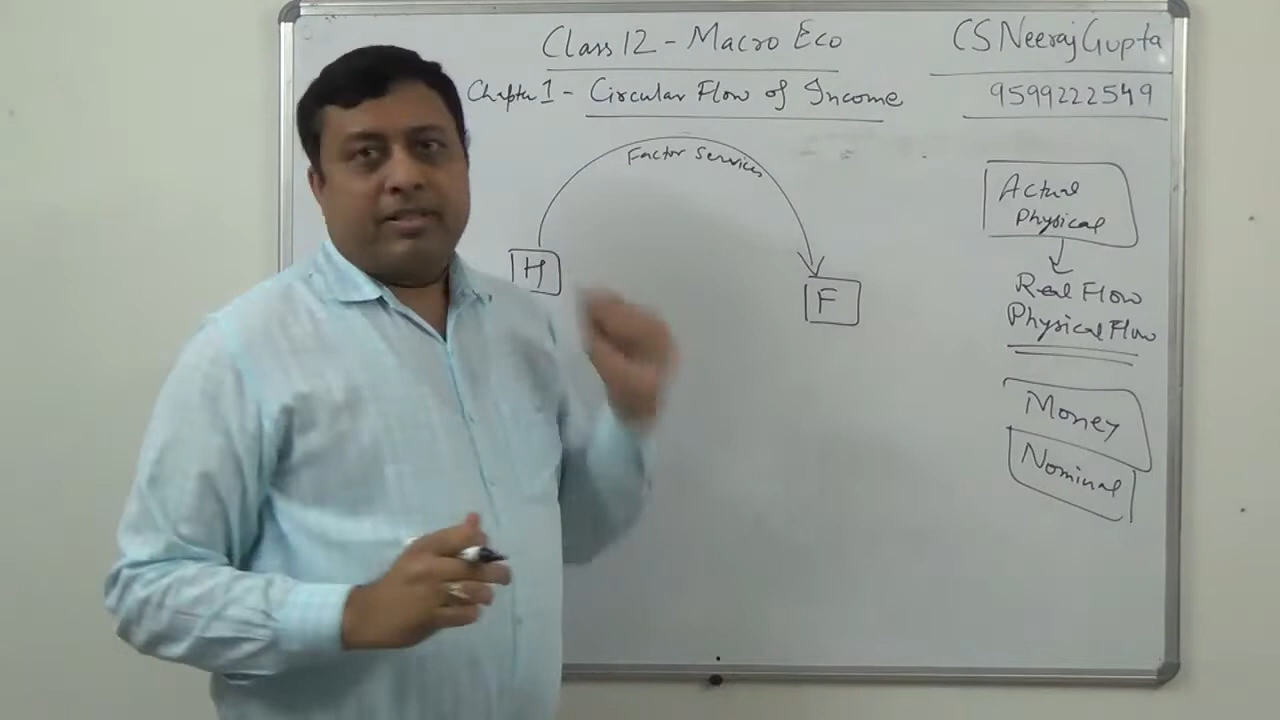 Class 12 - Macro Eco
CS Neeraj Gupta
Chapter 1 - Circular Flow of Income
9599222549
Factor Services
H
F
Actual
Physical
Real Flow
Physical Flow
Money
Nominal